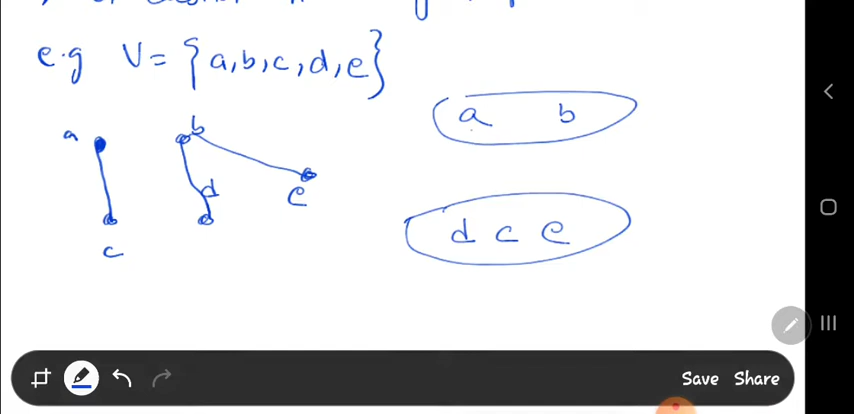 e.g V = {a,b,c,d,e}
a b
a b
d e
c
d c e
Save Share